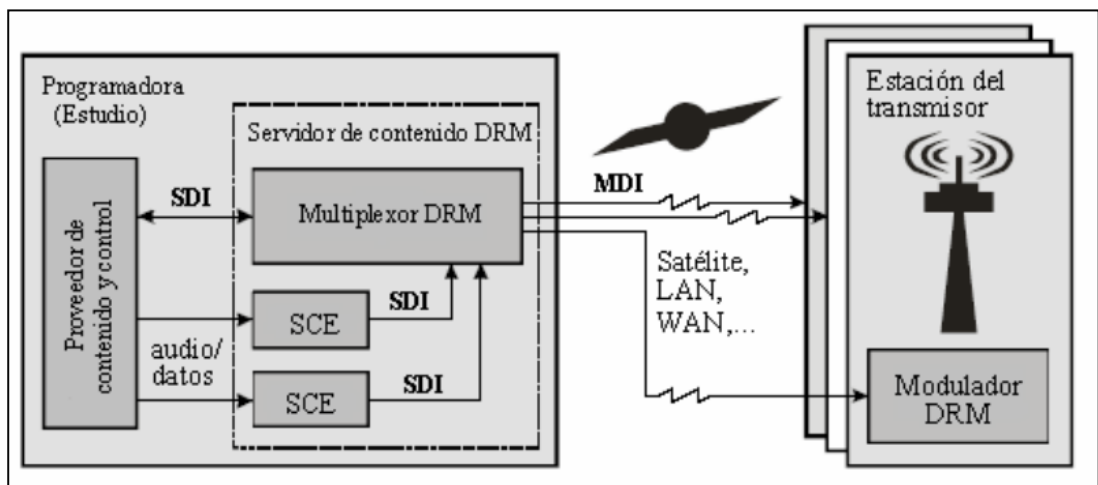 Programadora
(Estudio)
Servidor de contenido DRM
Proveedor de
contenido y control
SDI
Multiplexor DRM
SCE
SDI
audio/
datos
SCE
SDI
MDI
Satélite,
LAN,
WAN,...
Estación del
transmisor
Modulador
DRM